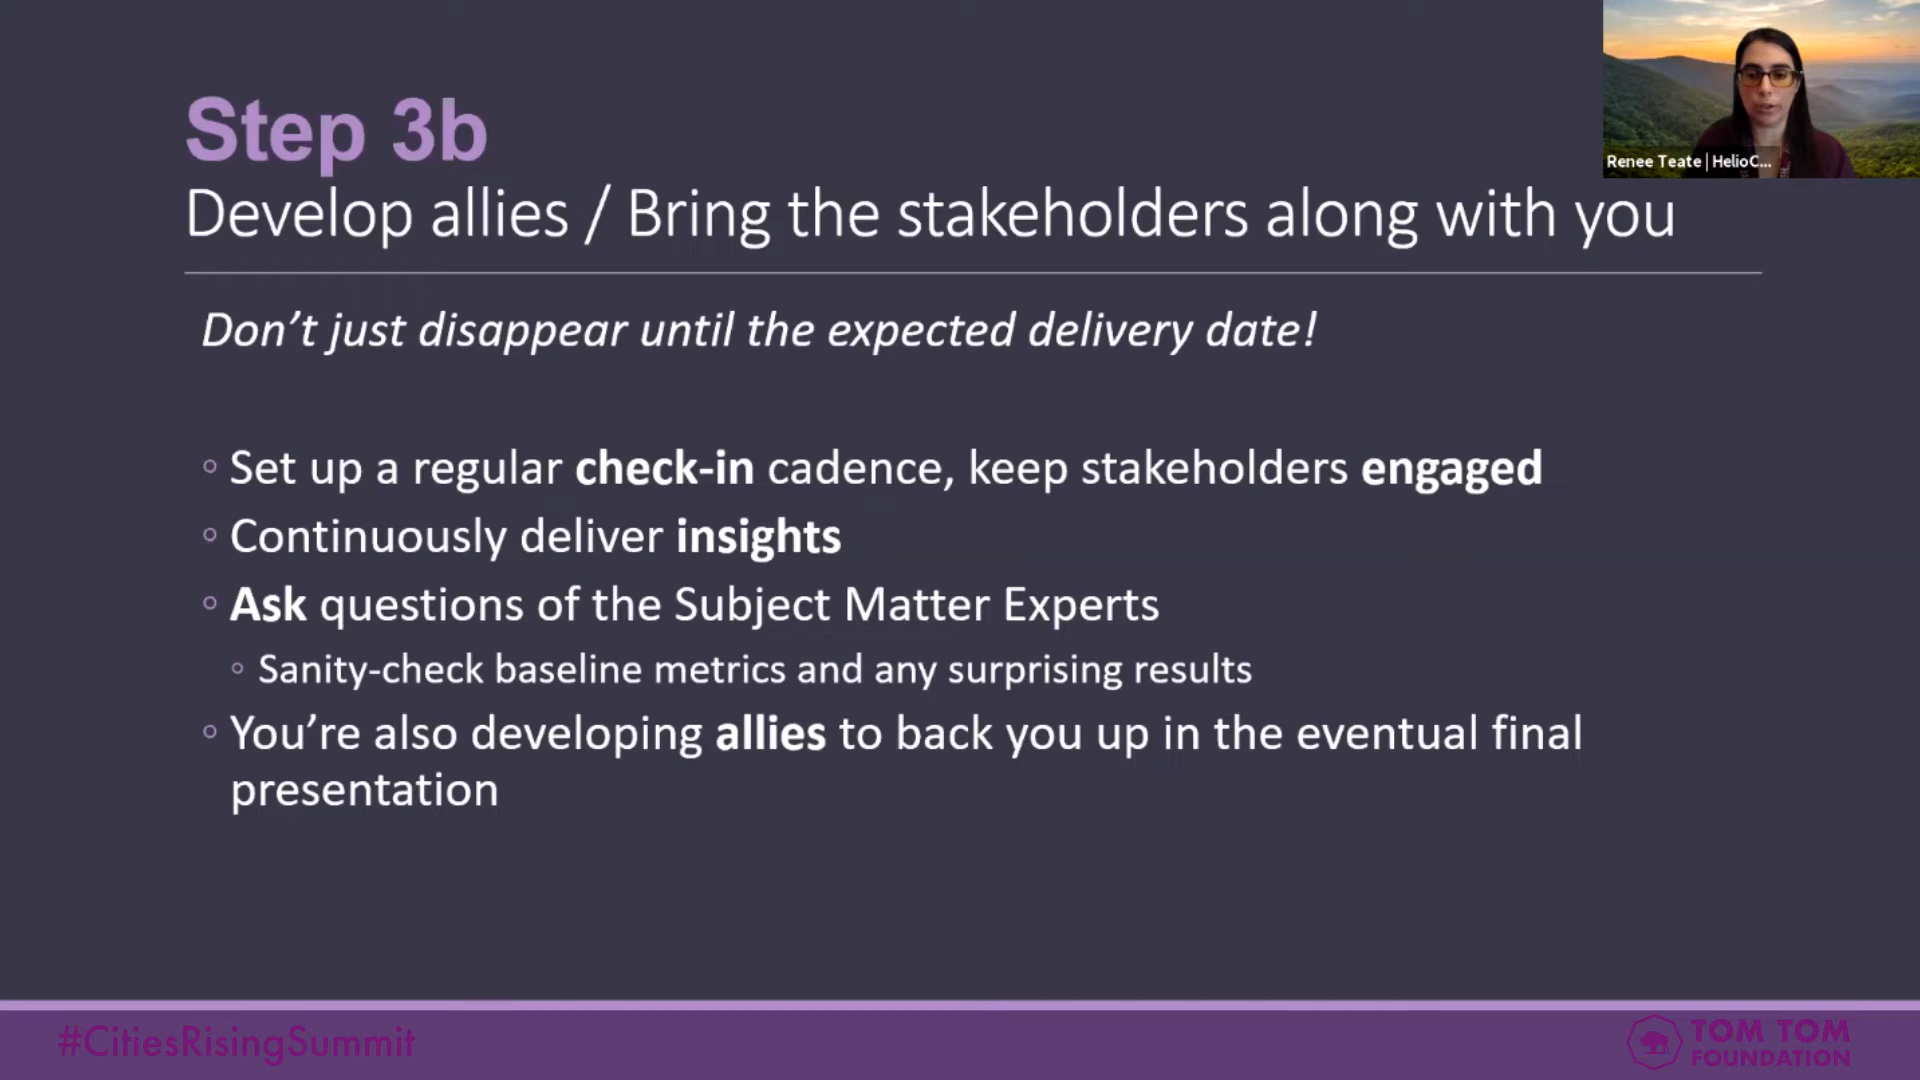 Step 3b
Develop allies / Bring the stakeholders along with you
Don’t just disappear until the expected delivery date!
◦ Set up a regular check-in cadence, keep stakeholders engaged
◦ Continuously deliver insights
◦ Ask questions of the Subject Matter Experts
◦ Sanity-check baseline metrics and any surprising results
◦ You’re also developing allies to back you up in the eventual final
presentation
Renee Teate | HelioC...
#CitiesRisingSummit
TOM TOM
FOUNDATION